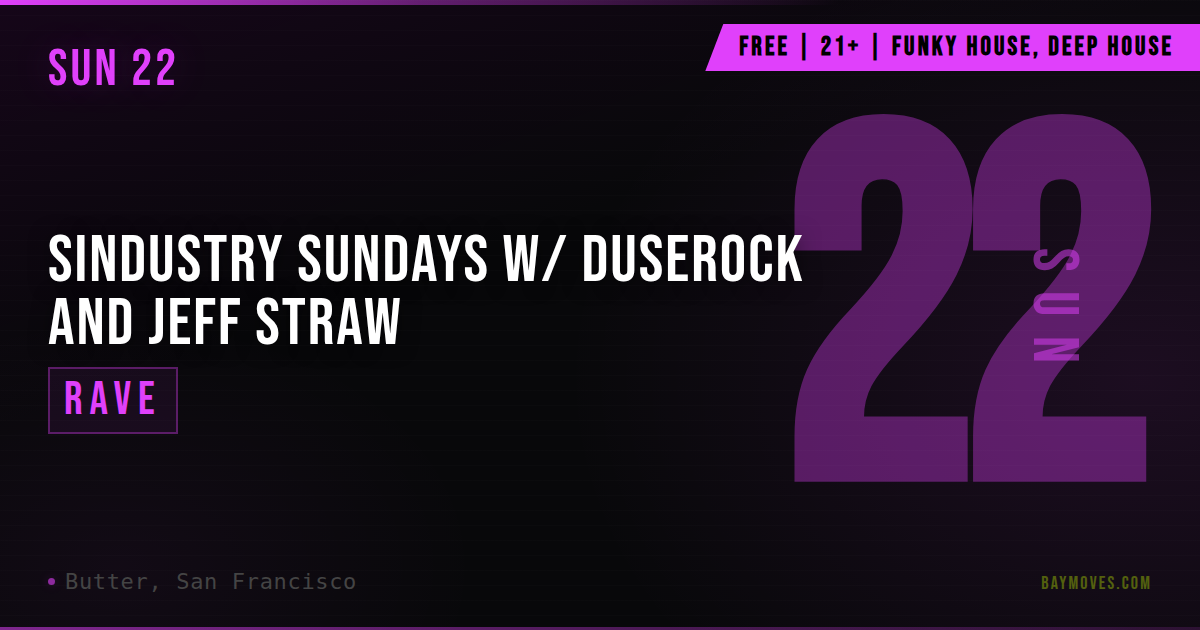 SUN 22
FREE | 21+ | FUNKY HOUSE, DEEP HOUSE
22
SUN
SINDUSTRY SUNDAYS W/ DUSEROCK
AND JEFF STRAW
RAVE
Butter, San Francisco
BAYMOVES.COM